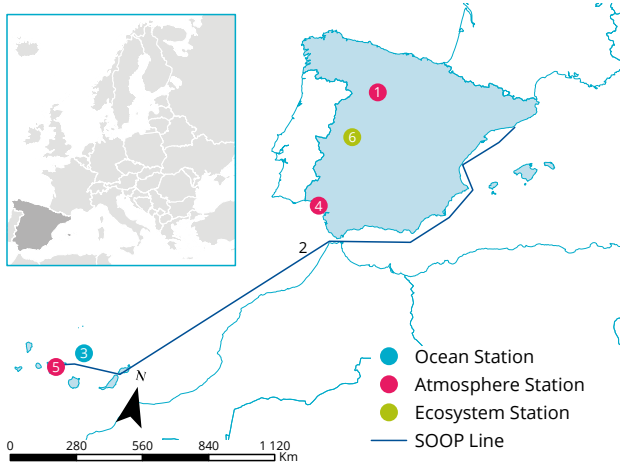 1
6
4
2
3
5
N
Ocean Station
Atmosphere Station
Ecosystem Station
SOOP Line
0 280 560 840 1 120
Km